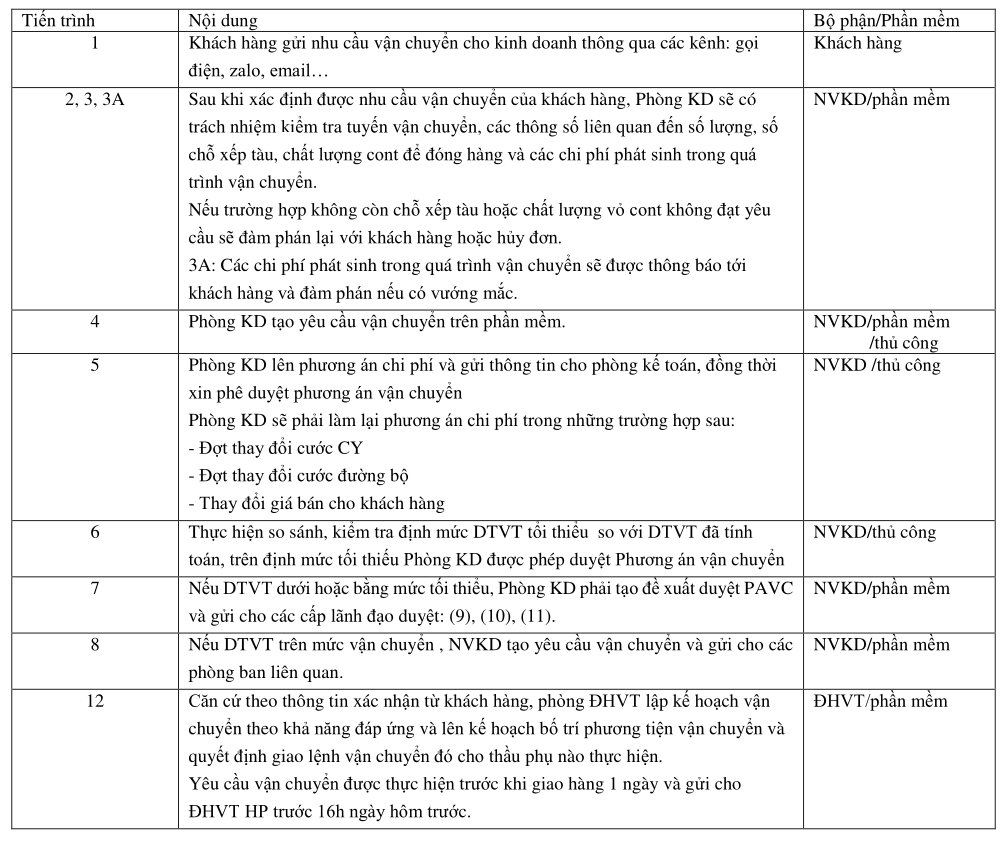 Tiến trình Nội dung Bộ phận/Phần mềm
1 Khách hàng gửi nhu cầu vận chuyển cho kinh doanh thông qua các kênh: gọi Khách hàng
điện, zalo, email…
2, 3, 3A Sau khi xác định được nhu cầu vận chuyển của khách hàng, Phòng KD sẽ có NVKD/phần mềm
trách nhiệm kiểm tra tuyến vận chuyển, các thông số liên quan đến số lượng, số
chỗ xếp tàu, chất lượng cont để đóng hàng và các chi phí phát sinh trong quá
trình vận chuyển.
Nếu trường hợp không còn chỗ xếp tàu hoặc chất lượng vỏ cont không đạt yêu
cầu sẽ đàm phán lại với khách hàng hoặc hủy đơn.
3A: Các chi phí phát sinh trong quá trình vận chuyển sẽ được thông báo tới
khách hàng và đàm phán nếu có vướng mắc.
4 Phòng KD tạo yêu cầu vận chuyển trên phần mềm. NVKD/phần mềm
/thủ công
5 Phòng KD lên phương án chi phí và gửi thông tin cho phòng kế toán, đồng thời NVKD /thủ công
xin phê duyệt phương án vận chuyển
Phòng KD sẽ phải làm lại phương án chi phí trong những trường hợp sau:
- Đợt thay đổi cước CY
- Đợt thay đổi cước đường bộ
- Thay đổi giá bán cho khách hàng
6 Thực hiện so sánh, kiểm tra định mức DTVT tổi thiểu so với DTVT đã tính NVKD/thủ công
toán, trên định mức tối thiếu Phòng KD được phép duyệt Phương án vận chuyển
7 Nếu DTVT dưới hoặc bằng mức tối thiểu, Phòng KD phải tạo đề xuất duyệt PAVC NVKD/phần mềm
và gửi cho các cấp lãnh đạo duyệt: (9), (10), (11).
8 Nếu DTVT trên mức vận chuyển , NVKD tạo yêu cầu vận chuyển và gửi cho các NVKD/phần mềm
phòng ban liên quan.
12 Căn cứ theo thông tin xác nhận từ khách hàng, phòng ĐHVT lập kế hoạch vận ĐHVT/phần mềm
chuyển theo khả năng đáp ứng và lên kế hoạch bố trí phương tiện vận chuyển và
quyết định giao lệnh vận chuyển đó cho thầu phụ nào thực hiện.
Yêu cầu vận chuyển được thực hiện trước khi giao hàng 1 ngày và gửi cho
ĐHVT HP trước 16h ngày hôm trước.